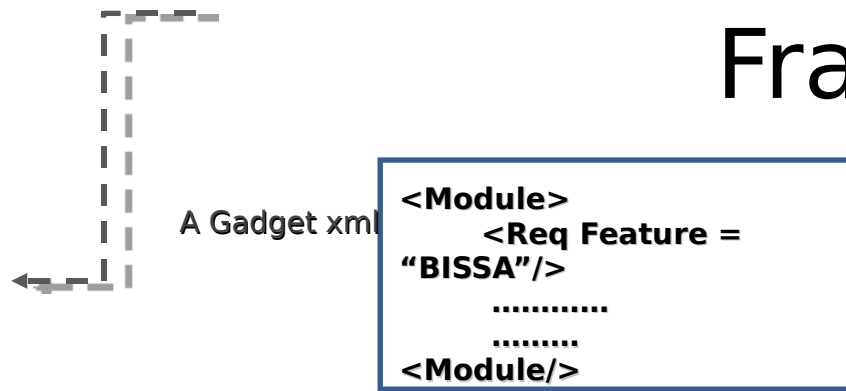 Fra
A Gadget xml
<Module>
<Req Feature =
“BISSA”/>
…………
………
<Module/>